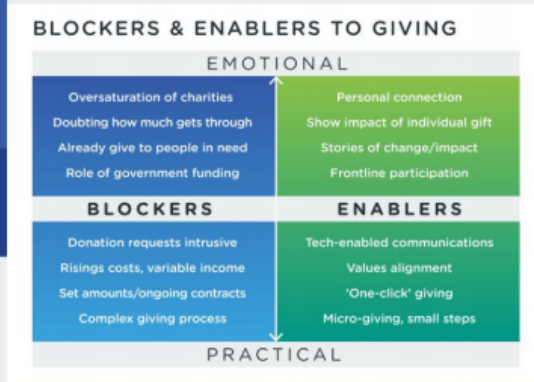 BLOCKERS & ENABLERS TO GIVING
EMOTIONAL
Oversaturation of charities
Doubting how much gets through
Already give to people in need
Role of government funding
Personal connection
Show impact of individual gift
Stories of change/impact
Frontline participation
BLOCKERS
ENABLERS
Donation requests intrusive
Risings costs, variable income
Set amounts/ongoing contracts
Complex giving process
Tech-enabled communications
Values alignment
'One-click' giving
Micro-giving, small steps
PRACTICAL